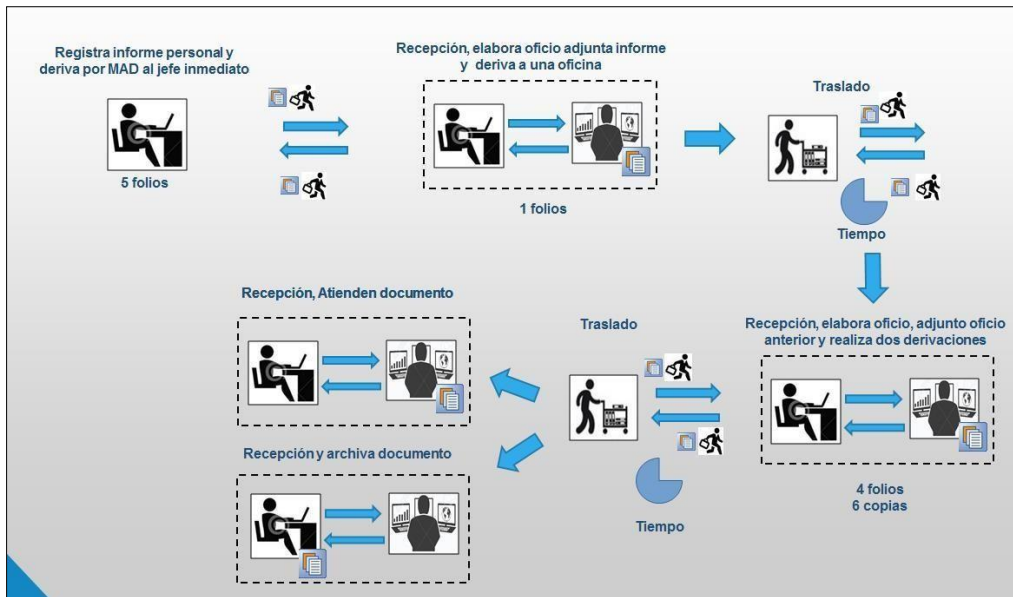 Registra informe personal y
deriva por MAD al jefe inmediato
5 folios
Recepción, elabora oficio adjunta informe
y deriva a una oficina
1 folios
Traslado
Tiempo
Recepción, elabora oficio, adjunto oficio
anterior y realiza dos derivaciones
4 folios
6 copias
Traslado
Tiempo
Recepción, Atienden documento
Recepción y archiva documento